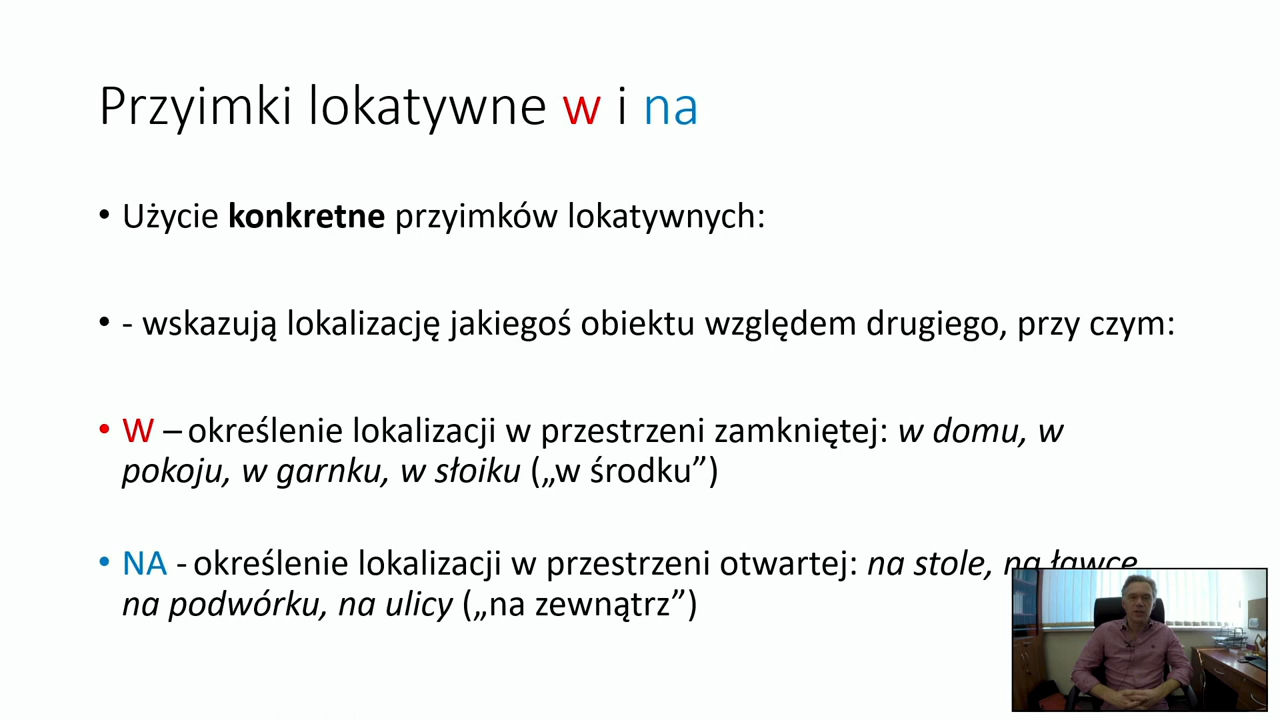 Przyimki lokatywne w i na
• Użycie konkretne przyimków lokatywnych:
• - wskazują lokalizację jakiegoś obiektu względem drugiego, przy czym:
• W – określenie lokalizacji w przestrzeni zamkniętej: w domu, w
pokoju, w garnku, w słoiku („w środku”)
• NA - określenie lokalizacji w przestrzeni otwartej: na stole, na ławce
na podwórku, na ulicy („na zewnątrz”)